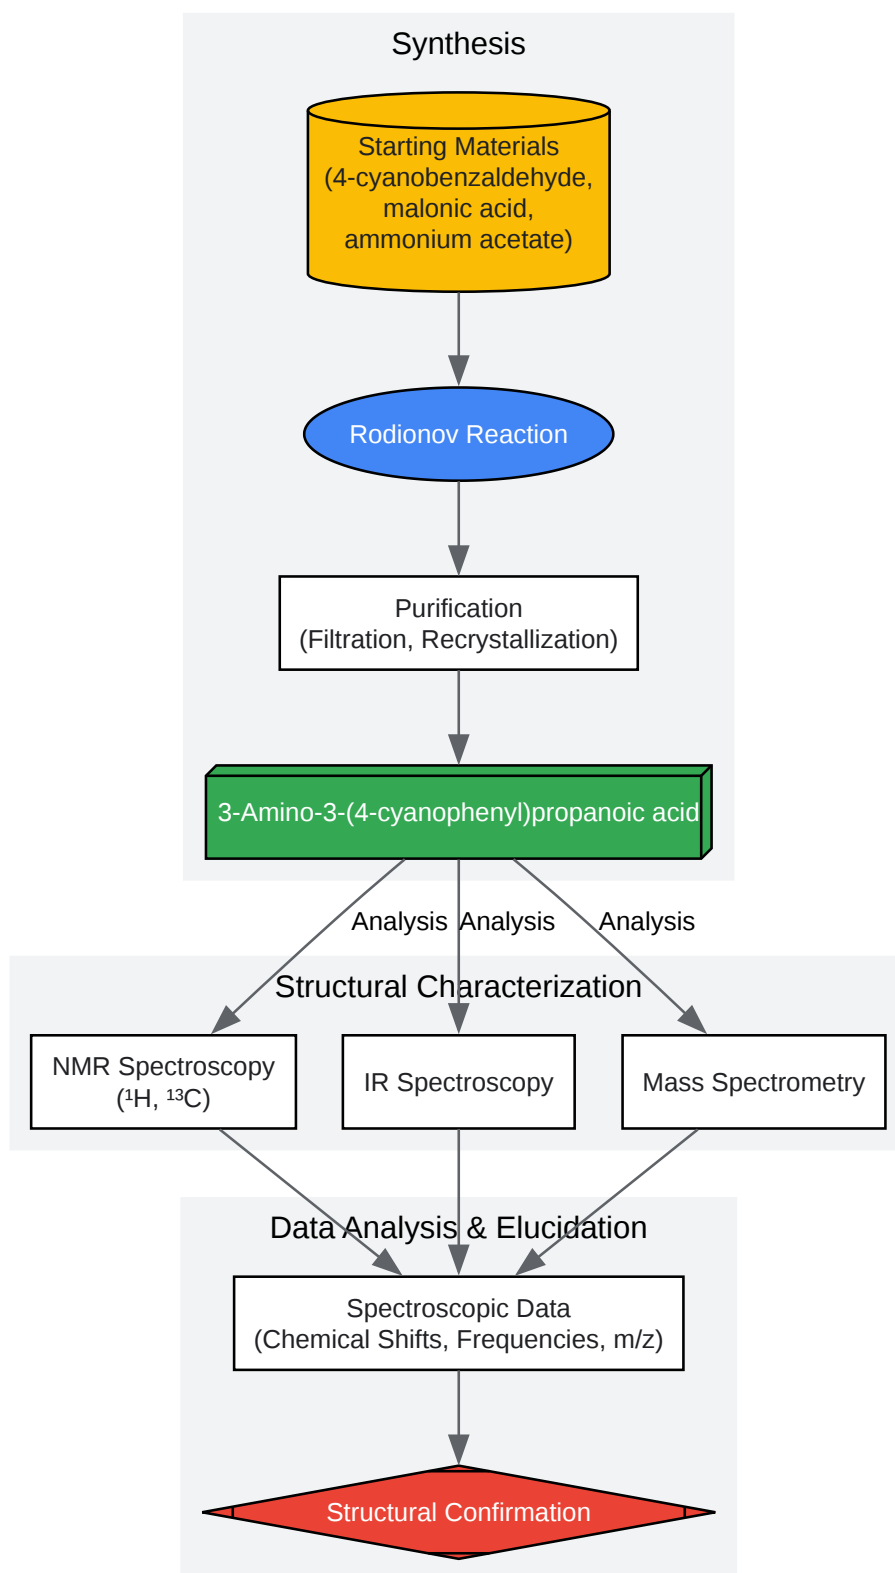 Synthesis
Starting Materials
(4-cyanobenzaldehyde,
malonic acid,
ammonium acetate)
Rodionov Reaction
Purification
(Filtration, Recrystallization)
3-Amino-3-(4-cyanophenyl)propanoic acid
Analysis Analysis Analysis
Structural Characterization
NMR Spectroscopy
(¹H, ¹³C)
IR Spectroscopy
Mass Spectrometry
Data Analysis & Elucidation
Spectroscopic Data
(Chemical Shifts, Frequencies, m/z)
Structural Confirmation